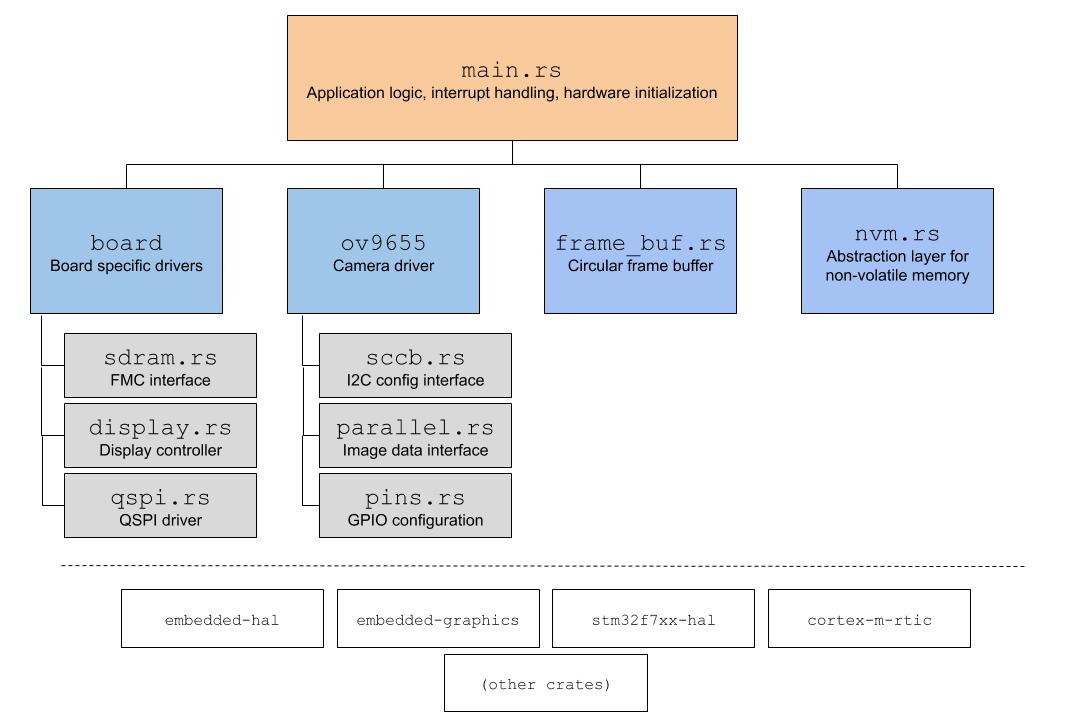 main.rs
Application logic, interrupt handling, hardware initialization
board
Board specific drivers
ov9655
Camera driver
frame_buf.rs
Circular frame buffer
nvm.rs
Abstraction layer for
non-volatile memory
sdram.rs
FMC interface
display.rs
Display controller
qspi.rs
QSPI driver
sccb.rs
I2C config interface
parallel.rs
Image data interface
pins.rs
GPIO configuration
embedded-hal
embedded-graphics
stm32f7xx-hal
cortex-m-rtic
(other crates)